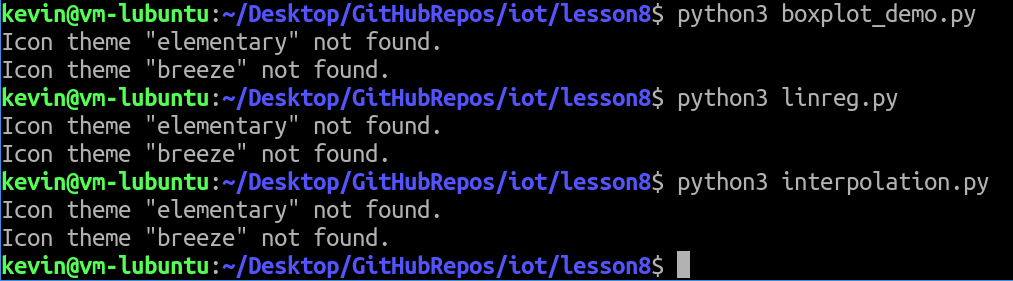 kevin@vm-lubuntu:~/Desktop/GitHubRepos/iot/lesson8$ python3 boxplot_demo.py
Icon theme "elementary" not found.
Icon theme "breeze" not found.
kevin@vm-lubuntu:~/Desktop/GitHubRepos/iot/lesson8$ python3 linreg.py
Icon theme "elementary" not found.
Icon theme "breeze" not found.
kevin@vm-lubuntu:~/Desktop/GitHubRepos/iot/lesson8$ python3 interpolation.py
Icon theme "elementary" not found.
Icon theme "breeze" not found.
kevin@vm-lubuntu:~/Desktop/GitHubRepos/iot/lesson8$